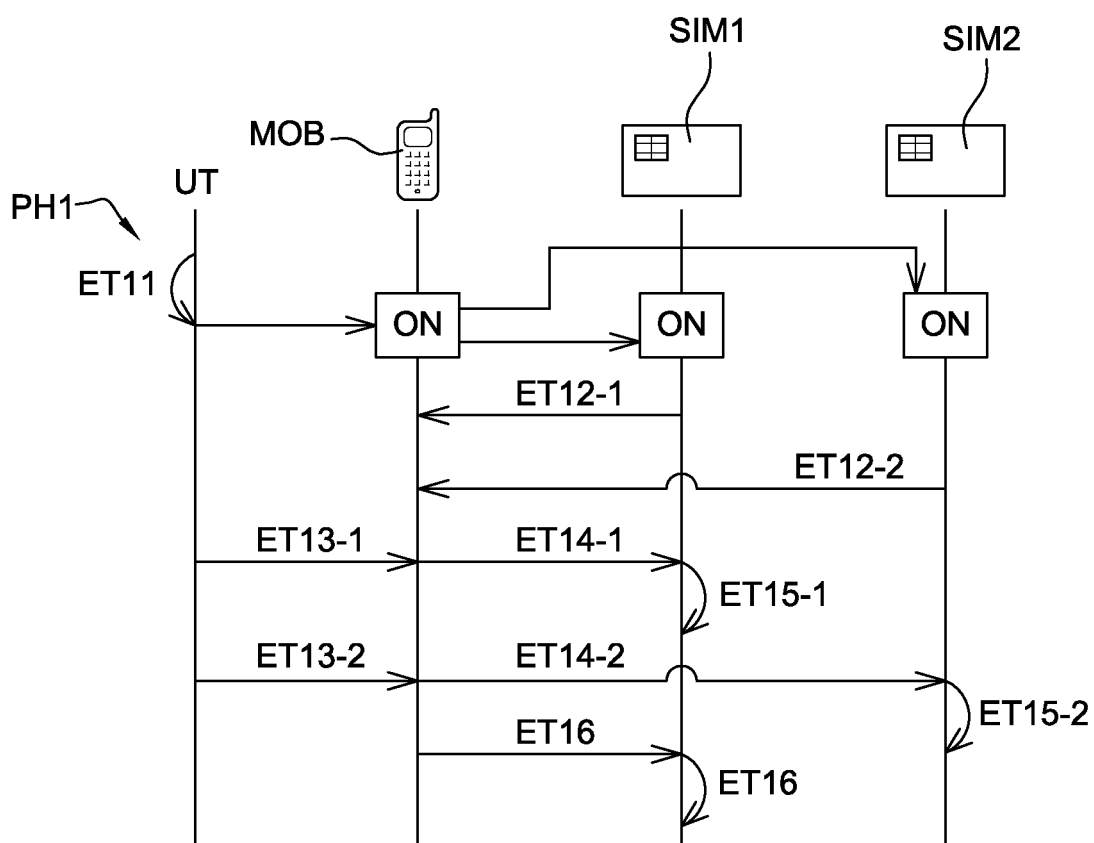 SIM1
SIM2
MOB
UT
PH1
ET11
ON
ON
ON
ET12-1
ET12-2
ET13-1
ET14-1
ET15-1
ET13-2
ET14-2
ET15-2
ET16
ET16